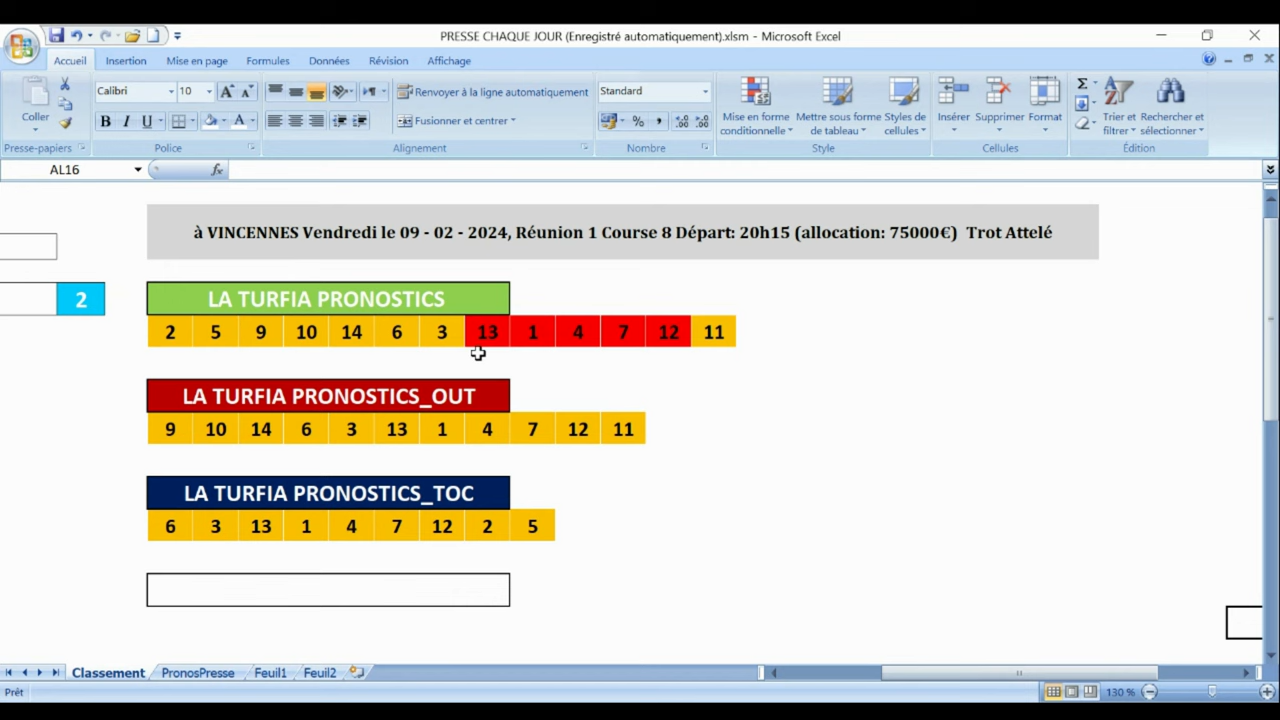 PRESSE CHAQUE JOUR (Enregistré automatiquement).xlsm - Microsoft Excel
Accueil Insertion Mise en page Formules Données Révision Affichage
Coller
Calibri 10
G I S
Renvoyer à la ligne automatiquement
Fusionner et centrer
Standard
% ,
Mise en forme conditionnelle
Mettre sous forme de tableau
Styles de cellules
Insérer Supprimer Format
Σ
Trier et filtrer
Rechercher et sélectionner
Presse-papiers Police Alignement Nombre Style Cellules Édition
AL16 fx
à VINCENNES Vendredi le 09 - 02 - 2024, Réunion 1 Course 8 Départ: 20h15 (allocation: 75000€) Trot Attelé
2
LA TURFIA PRONOSTICS
2 5 9 10 14 6 3 13 1 4 7 12 11
LA TURFIA PRONOSTICS_OUT
9 10 14 6 3 13 1 4 7 12 11
LA TURFIA PRONOSTICS_TOC
6 3 13 1 4 7 12 2 5
Classement PronosPresse Feuil1 Feuil2
Prêt
130 %